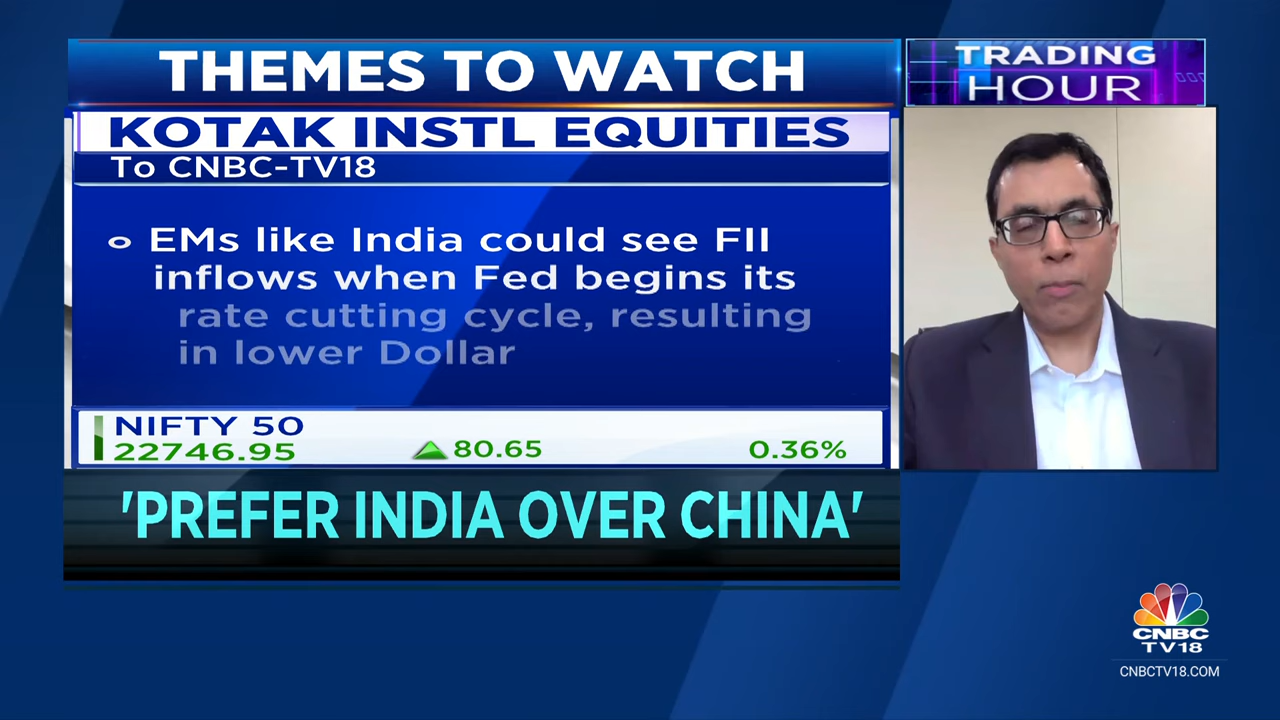 THEMES TO WATCH
KOTAK INSTL EQUITIES
To CNBC-TV18
EMs like India could see FII
inflows when Fed begins its
rate cutting cycle, resulting
in lower Dollar
NIFTY 50
22746.95 80.65 0.36%
'PREFER INDIA OVER CHINA'
TRADING
HOUR
CNBC
TV18
CNBCTV18.COM